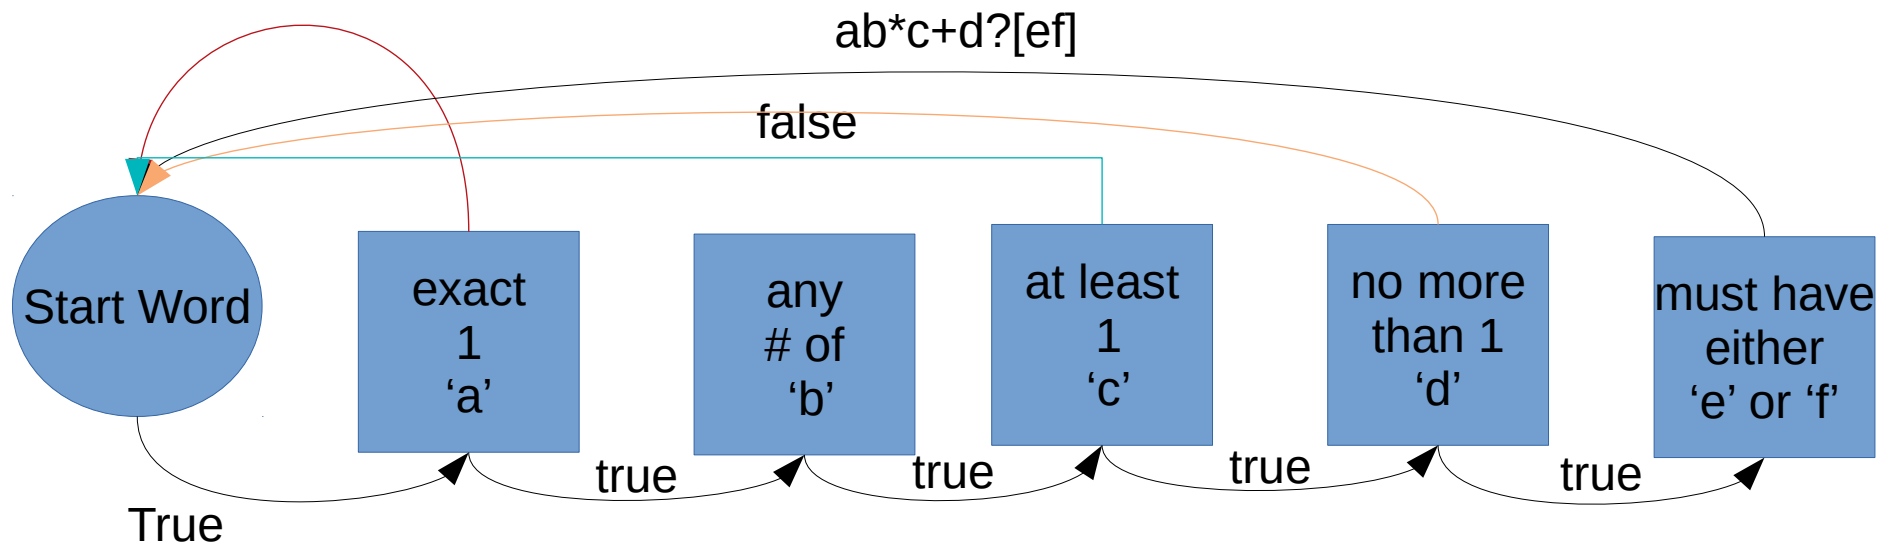 ab*c+d?[ef]
false
Start Word
exact
1
‘a’
any
# of
‘b’
at least
1
‘c’
no more
than 1
‘d’
must have
either
‘e’ or ‘f’
True
true
true
true
true